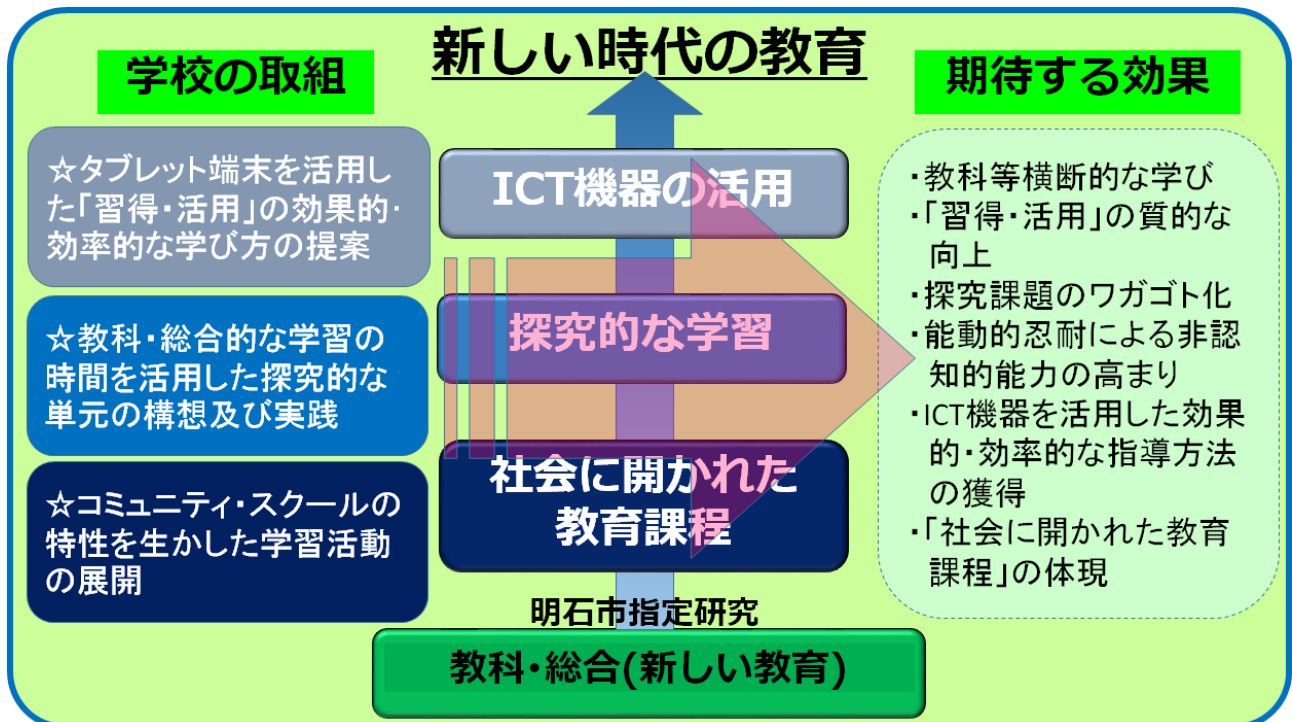 新しい時代の教育
学校の取組
☆タブレット端末を活用し
た「習得・活用」の効果的・
効率的な学び方の提案
☆教科・総合的な学習の
時間を活用した探究的な
単元の構想及び実践
☆コミュニティ・スクールの
特性を生かした学習活動
の展開
ICT機器の活用
探究的な学習
社会に開かれた
教育課程
明石市指定研究
教科・総合(新しい教育)
期待する効果
・教科等横断的な学び
・「習得・活用」の質的な
向上
・探究課題のワガゴト化
・能動的忍耐による非認
知的能力の高まり
・ICT機器を活用した効果
的・効率的な指導方法
の獲得
・「社会に開かれた教育
課程」の体現